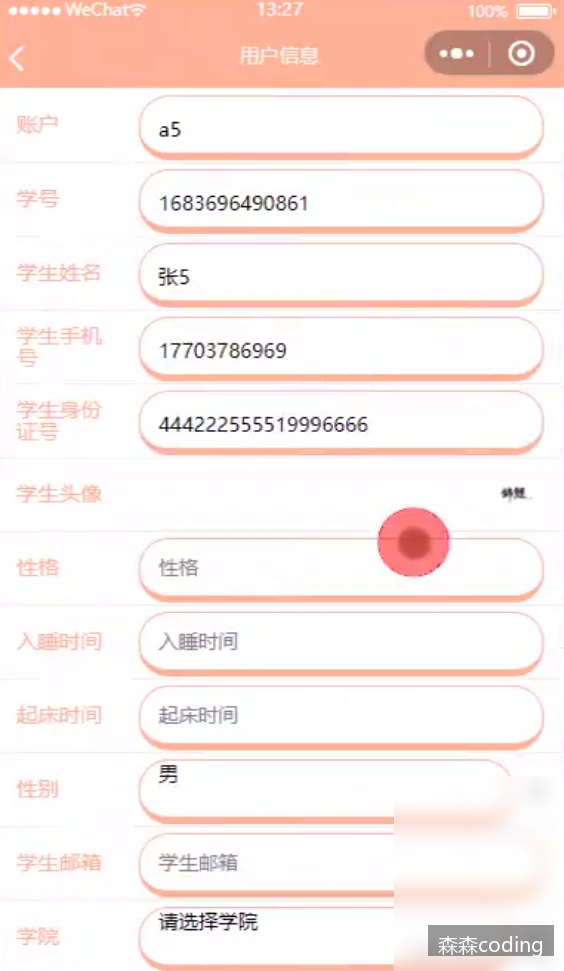 WeChat 13:27 100%
用户信息
账户 a5
学号 1683696490861
学生姓名 张5
学生手机
号 17703786969
学生身份
证号 444222555519996666
学生头像
性格 性格
入睡时间 入睡时间
起床时间 起床时间
性别 男
学生邮箱 学生邮箱
学院 请选择学院
森森coding